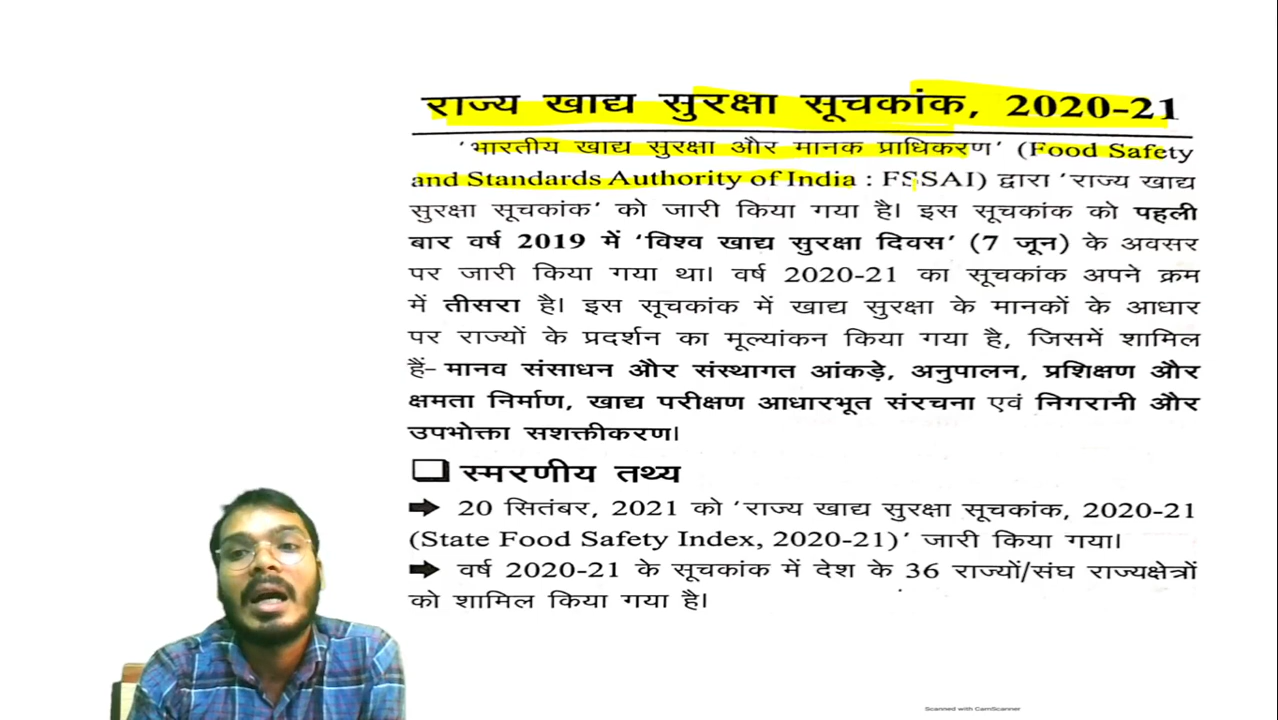 राज्य खाद्य सुरक्षा सूचकांक, 2020-21
'भारतीय खाद्य सुरक्षा और मानक प्राधिकरण' (Food Safety
and Standards Authority of India : FSSAI) द्वारा 'राज्य खाद्य
सुरक्षा सूचकांक' को जारी किया गया है। इस सूचकांक को पहली
बार वर्ष 2019 में 'विश्व खाद्य सुरक्षा दिवस' (7 जून) के अवसर
पर जारी किया गया था। वर्ष 2020-21 का सूचकांक अपने क्रम
में तीसरा है। इस सूचकांक में खाद्य सुरक्षा के मानकों के आधार
पर राज्यों के प्रदर्शन का मूल्यांकन किया गया है, जिसमें शामिल
हैं- मानव संसाधन और संस्थागत आंकड़े, अनुपालन, प्रशिक्षण और
क्षमता निर्माण, खाद्य परीक्षण आधारभूत संरचना एवं निगरानी और
उपभोक्ता सशक्तीकरण।
❑ स्मरणीय तथ्य
➡ 20 सितंबर, 2021 को 'राज्य खाद्य सुरक्षा सूचकांक, 2020-21
(State Food Safety Index, 2020-21)' जारी किया गया।
➡ वर्ष 2020-21 के सूचकांक में देश के 36 राज्यों/संघ राज्यक्षेत्रों
को शामिल किया गया है।
Scanned with CamScanner